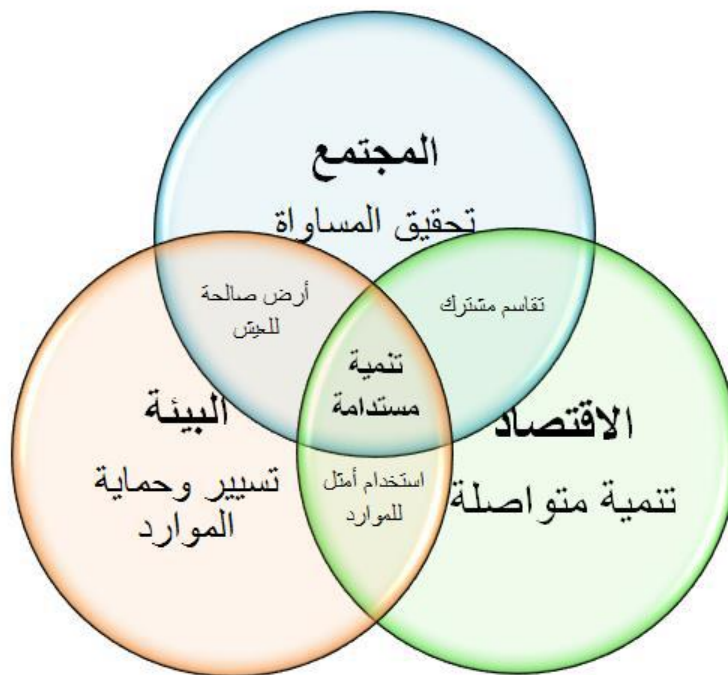 المجتمع
تحقيق المساواة
أرض صالحة
للعيش
تقاسم مشترك
تنمية
مستدامة
البيئة
تسيير وحماية
الموارد
الاقتصاد
تنمية متواصلة
استخدام أمثل
للموارد